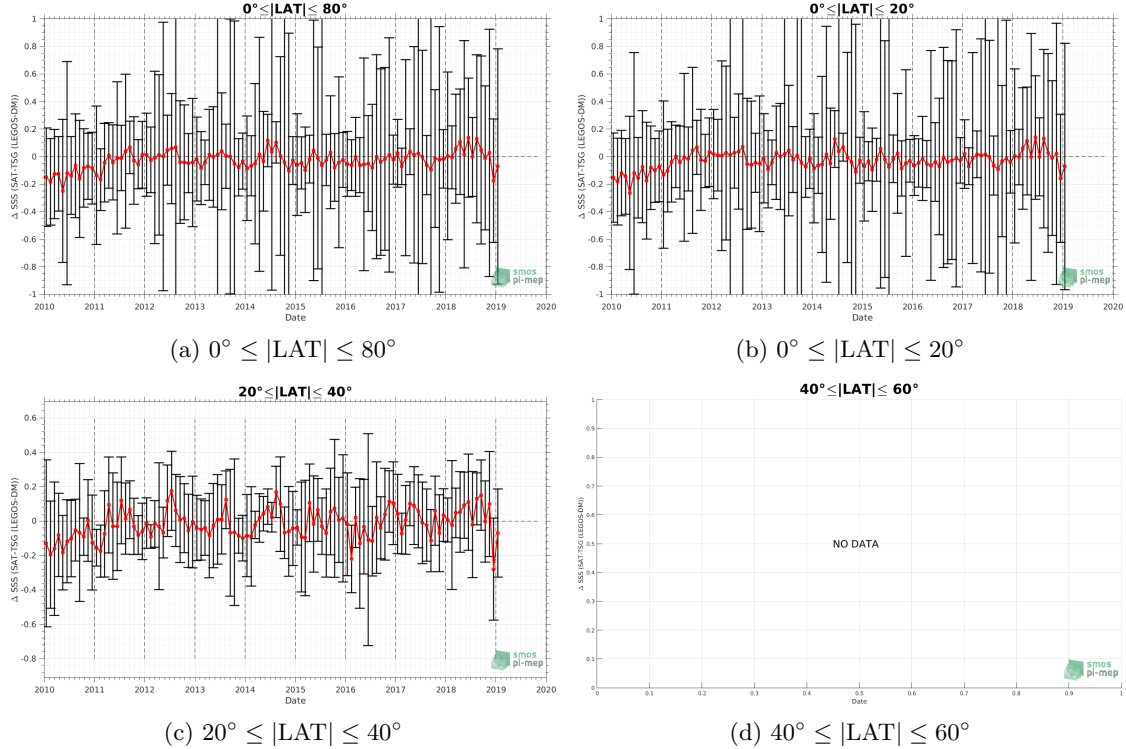 0°≤|LAT|≤ 80°
Δ SSS (SAT-TSG (LEGOS-DM))
1
0.8
0.6
0.4
0.2
0
-0.2
-0.4
-0.6
-0.8
-1
2010 2011 2012 2013 2014 2015 2016 2017 2018 2019 2020
Date
smos
pi-mep
(a) 0° ≤ |LAT| ≤ 80°
0°≤|LAT|≤ 20°
Δ SSS (SAT-TSG (LEGOS-DM))
1
0.8
0.6
0.4
0.2
0
-0.2
-0.4
-0.6
-0.8
-1
2010 2011 2012 2013 2014 2015 2016 2017 2018 2019 2020
Date
smos
pi-mep
(b) 0° ≤ |LAT| ≤ 20°
20°≤|LAT|≤ 40°
Δ SSS (SAT-TSG (LEGOS-DM))
0.6
0.4
0.2
0
-0.2
-0.4
-0.6
-0.8
2010 2011 2012 2013 2014 2015 2016 2017 2018 2019 2020
Date
smos
pi-mep
(c) 20° ≤ |LAT| ≤ 40°
40°≤|LAT|≤ 60°
Δ SSS (SAT-TSG (LEGOS-DM))
1
0.9
0.8
0.7
0.6
0.5
0.4
0.3
0.2
0.1
0
NO DATA
0 0.1 0.2 0.3 0.4 0.5 0.6 0.7 0.8 0.9 1
Date
smos
pi-mep
(d) 40° ≤ |LAT| ≤ 60°